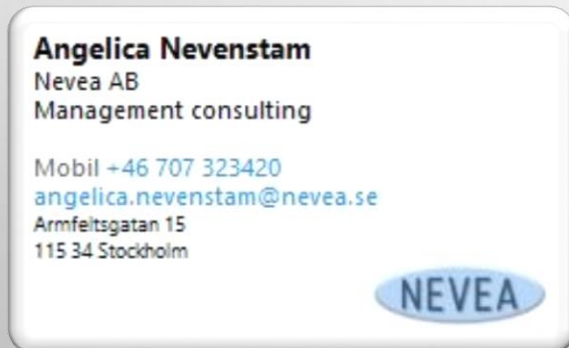 Angelica Nevenstam
Nevea AB
Management consulting
Mobil +46 707 323420
angelica.nevenstam@nevea.se
Armfeltsgatan 15
115 34 Stockholm
NEVEA